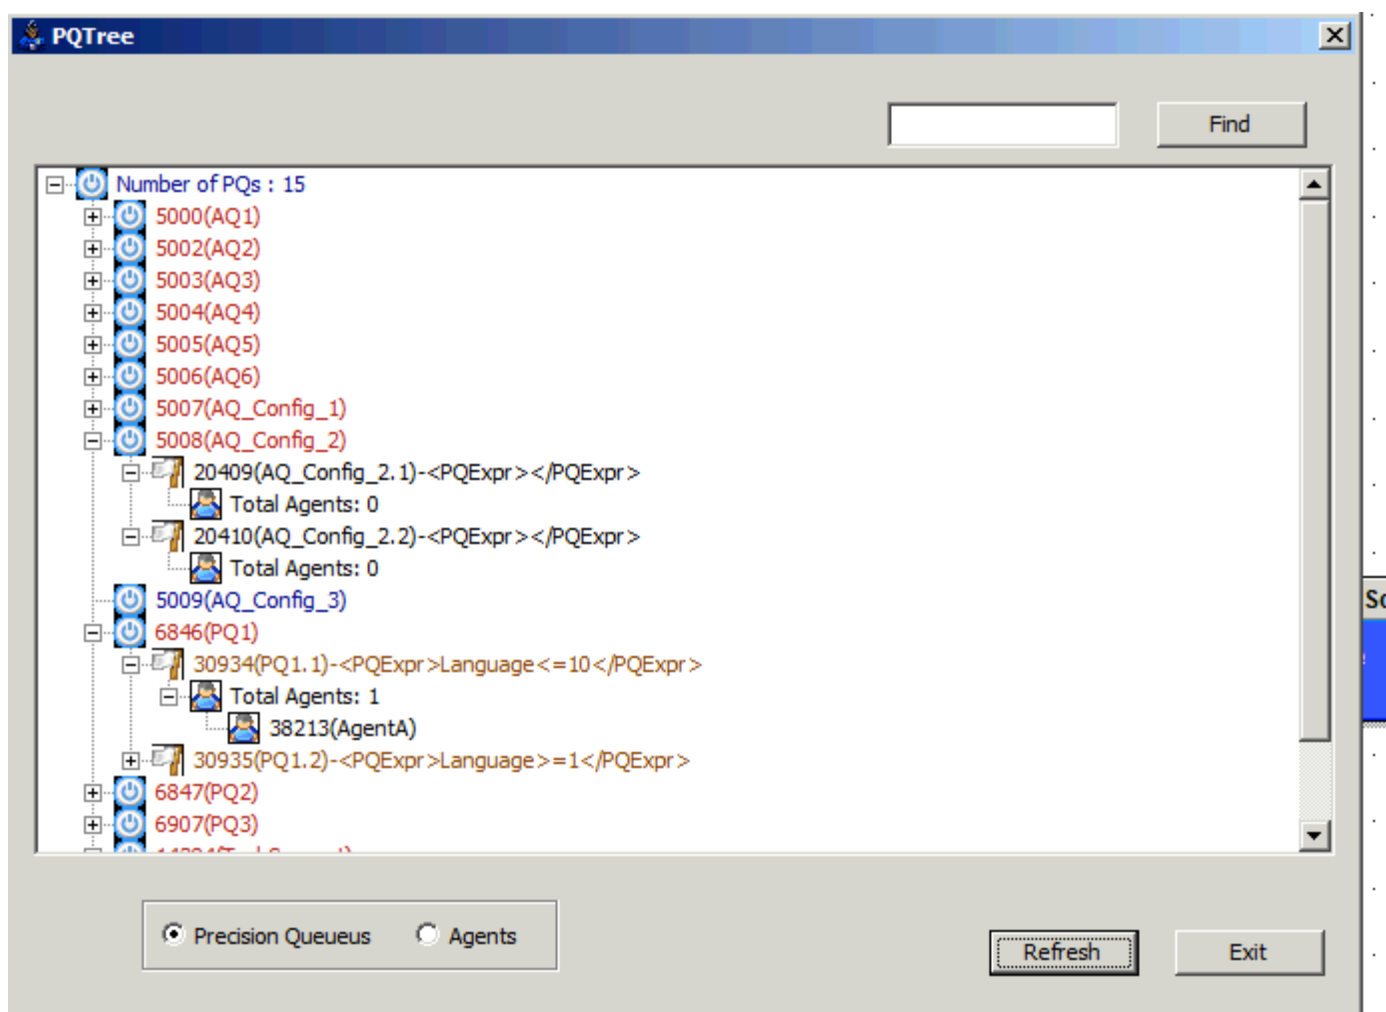 PQTree
Find
Number of PQs : 15
5000(AQ1)
5002(AQ2)
5003(AQ3)
5004(AQ4)
5005(AQ5)
5006(AQ6)
5007(AQ_Config_1)
5008(AQ_Config_2)
20409(AQ_Config_2.1)-<PQExpr></PQExpr>
Total Agents: 0
20410(AQ_Config_2.2)-<PQExpr></PQExpr>
Total Agents: 0
5009(AQ_Config_3)
6846(PQ1)
30934(PQ1.1)-<PQExpr>Language<=10</PQExpr>
Total Agents: 1
38213(AgentA)
30935(PQ1.2)-<PQExpr>Language>=1</PQExpr>
6847(PQ2)
6907(PQ3)
Precision Queueus
Agents
Refresh
Exit